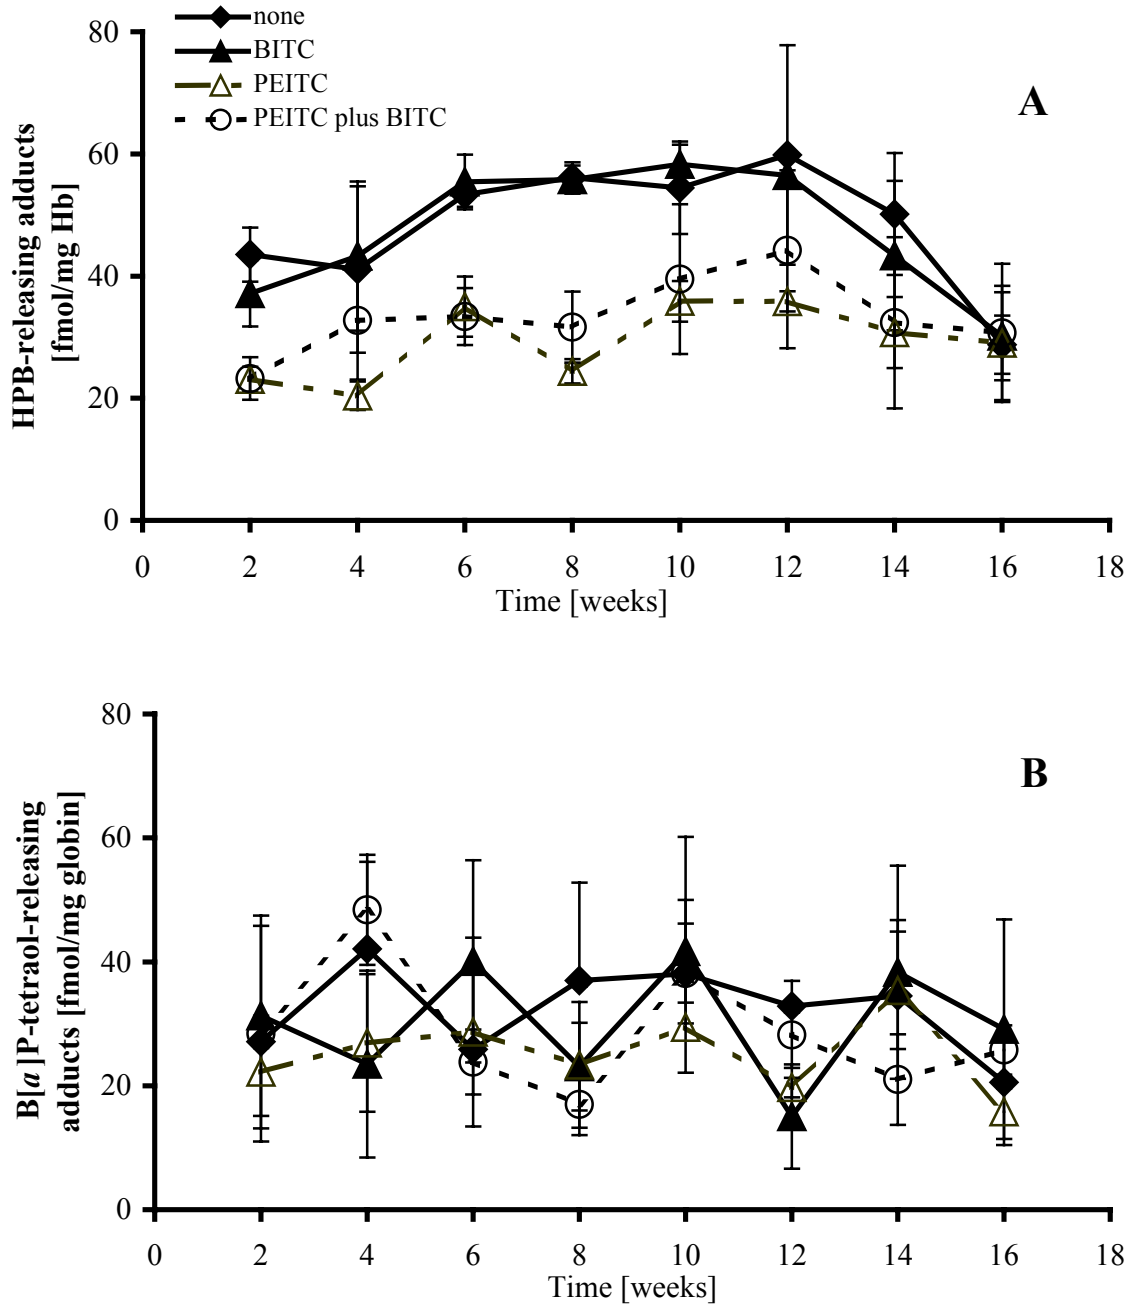 none
BITC
PEITC
PEITC plus BITC
A
HPB-releasing adducts
[fmol/mg Hb]
80
60
40
20
0
0 2 4 6 8 10 12 14 16 18
Time [weeks]
B
B[a]P-tetraol-releasing
adducts [fmol/mg globin]
80
60
40
20
0
0 2 4 6 8 10 12 14 16 18
Time [weeks]